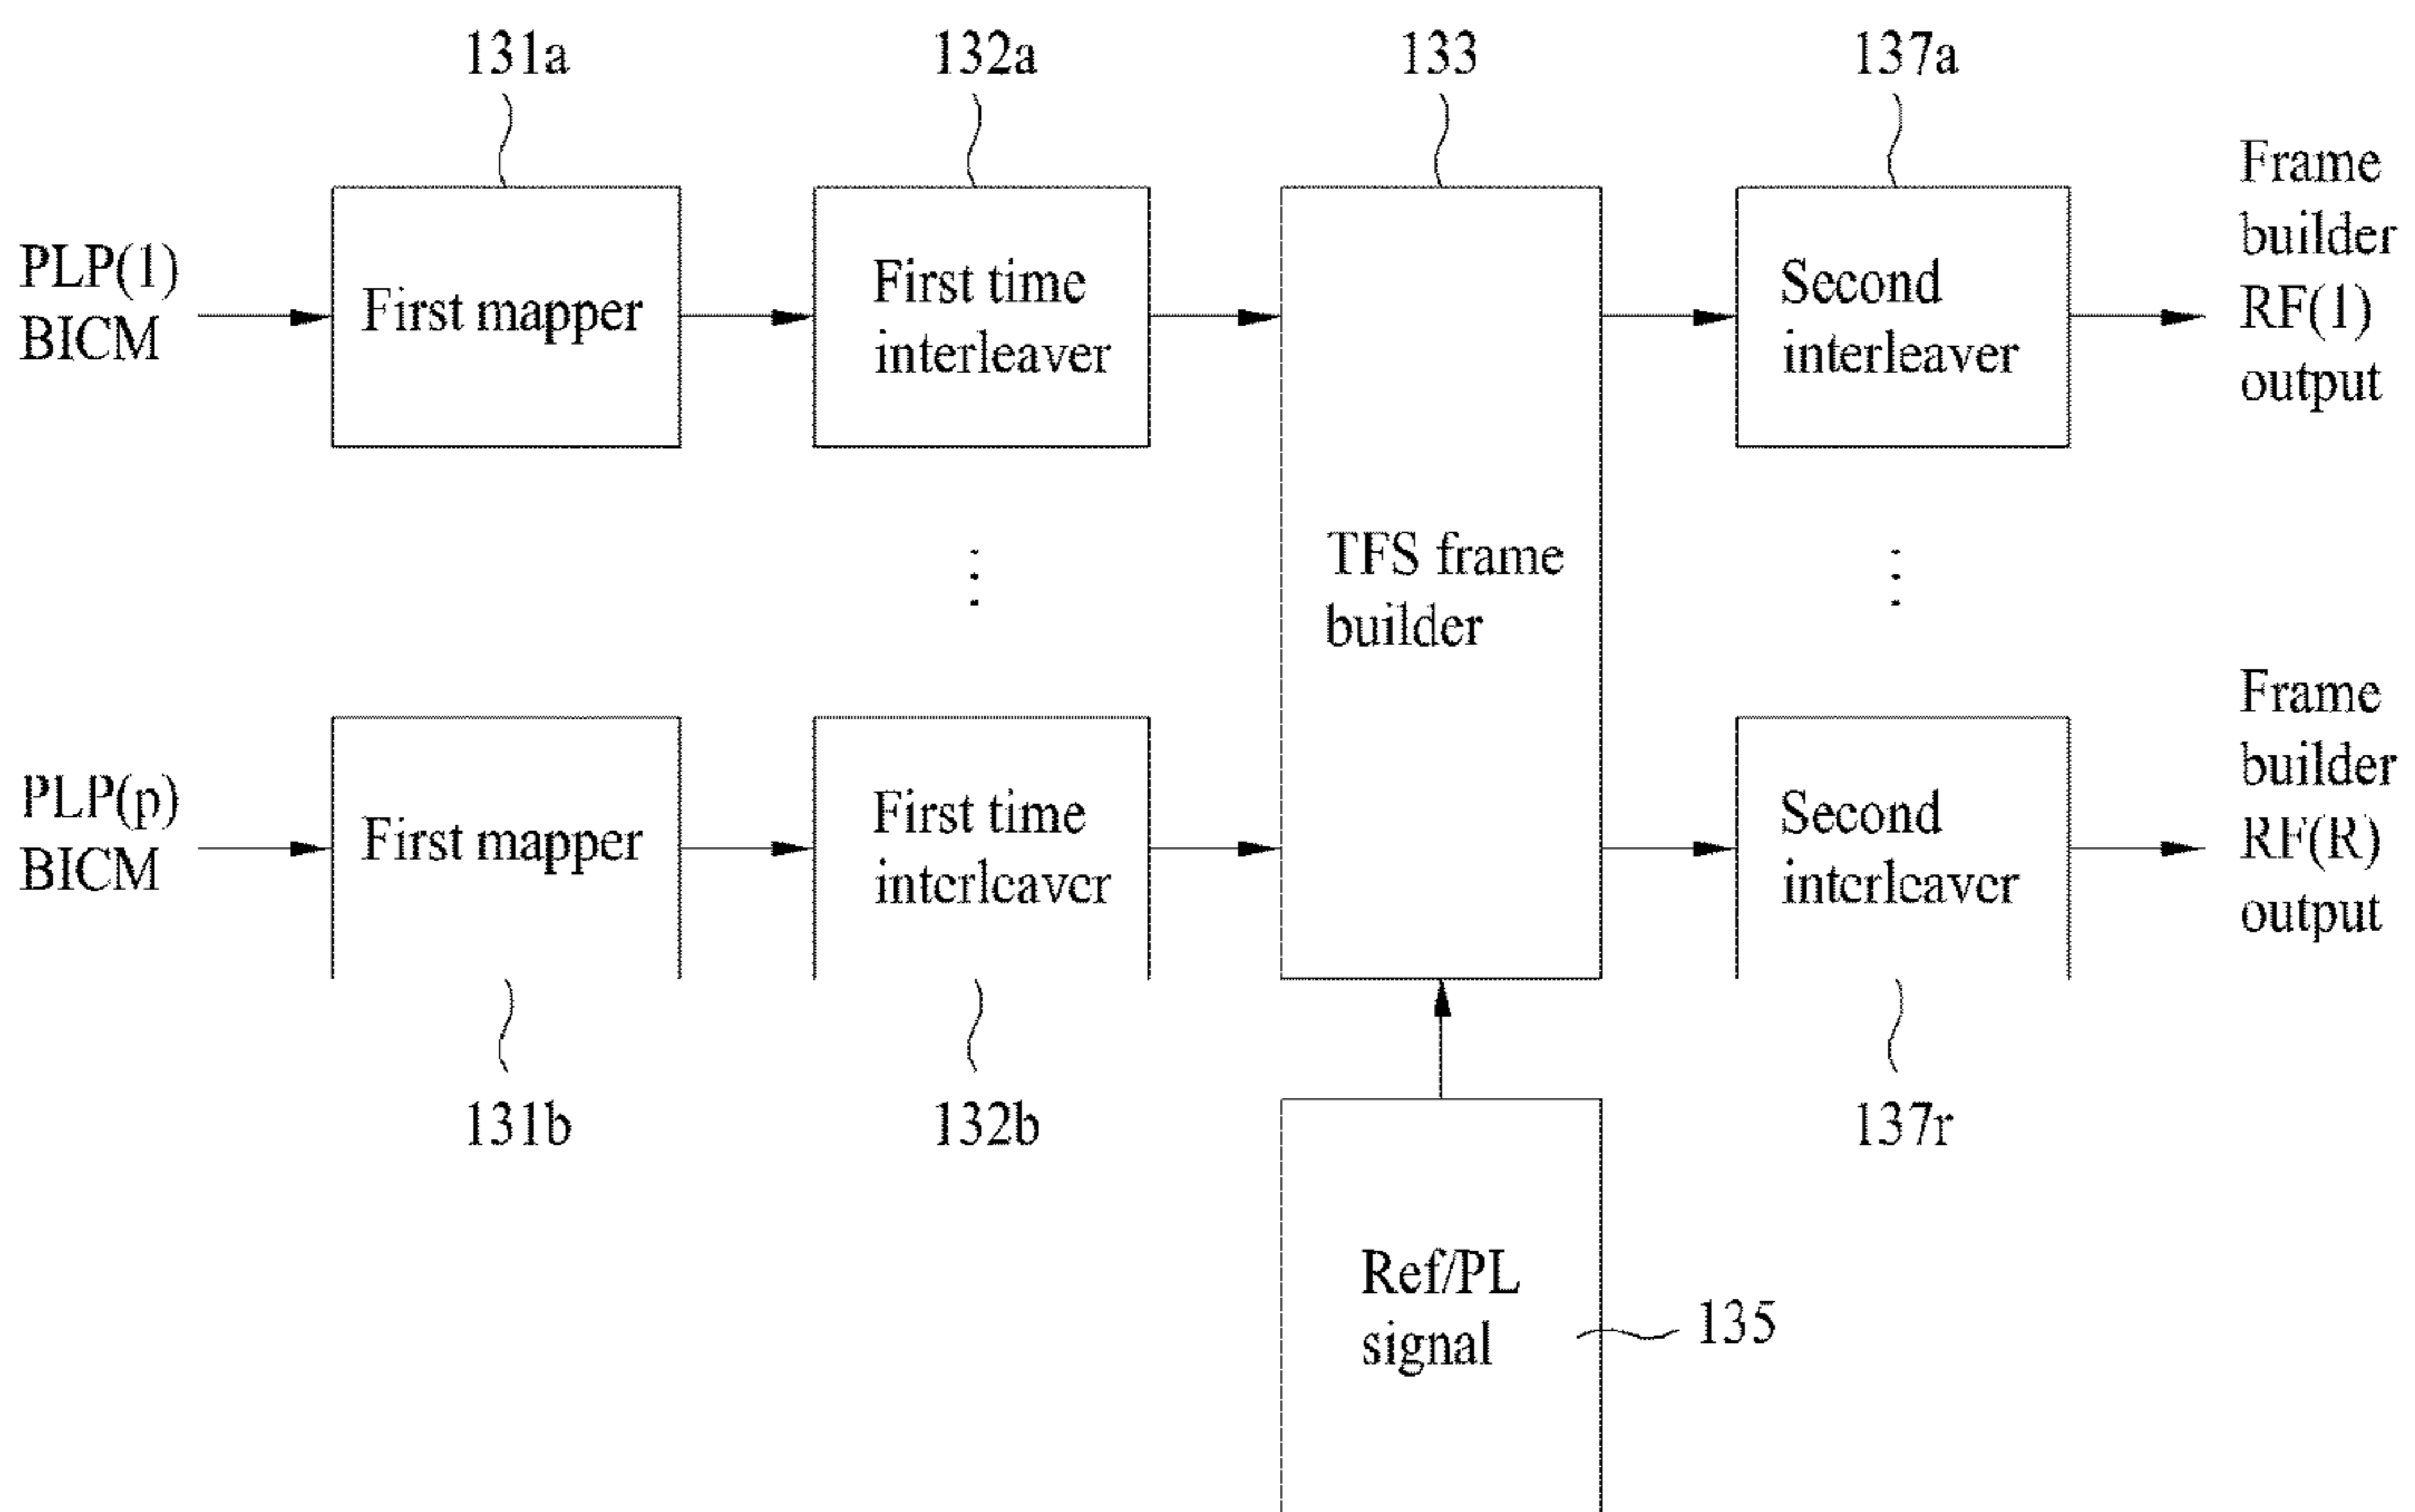 131a
132a
133
137a
PLP(1)
BICM
First mapper
First time
interleaver
TFS frame
builder
Second
interleaver
Frame
builder
RF(1)
output
PLP(p)
BICM
First mapper
First time
interleaver
Second
interleaver
Frame
builder
RF(R)
output
131b
132b
137r
Ref/PL
signal
135